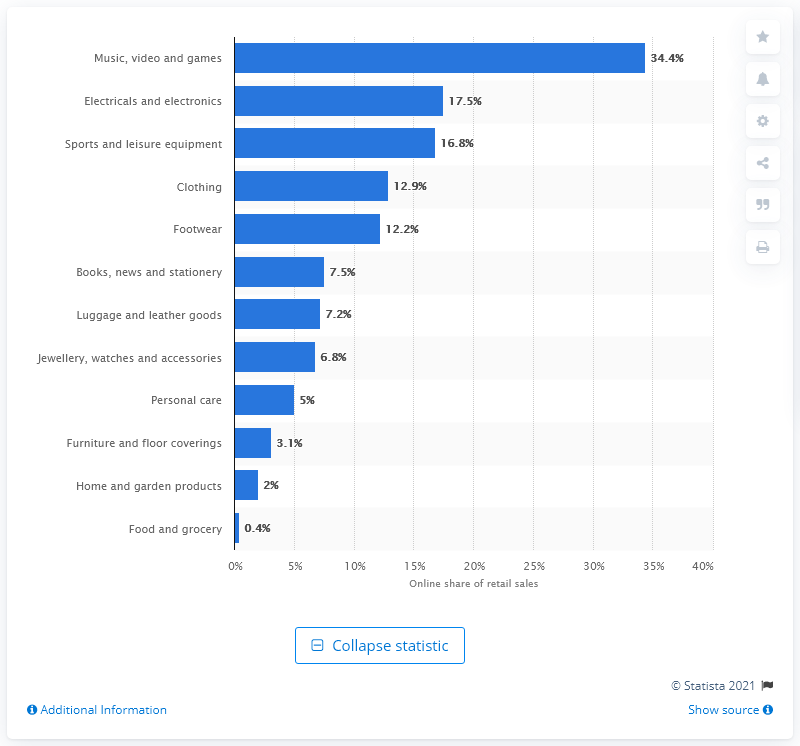 Music, video and games 34.4%
Electricals and electronics 17.5%
Sports and leisure equipment 16.8%
Clothing 12.9%
Footwear 12.2%
Books, news and stationery 7.5%
Luggage and leather goods 7.2%
Jewellery, watches and accessories 6.8%
Personal care 5%
Furniture and floor coverings 3.1%
Home and garden products 2%
Food and grocery 0.4%
0% 5% 10% 15% 20% 25% 30% 35% 40%
Online share of retail sales
Collapse statistic
© Statista 2021
Additional Information Show source